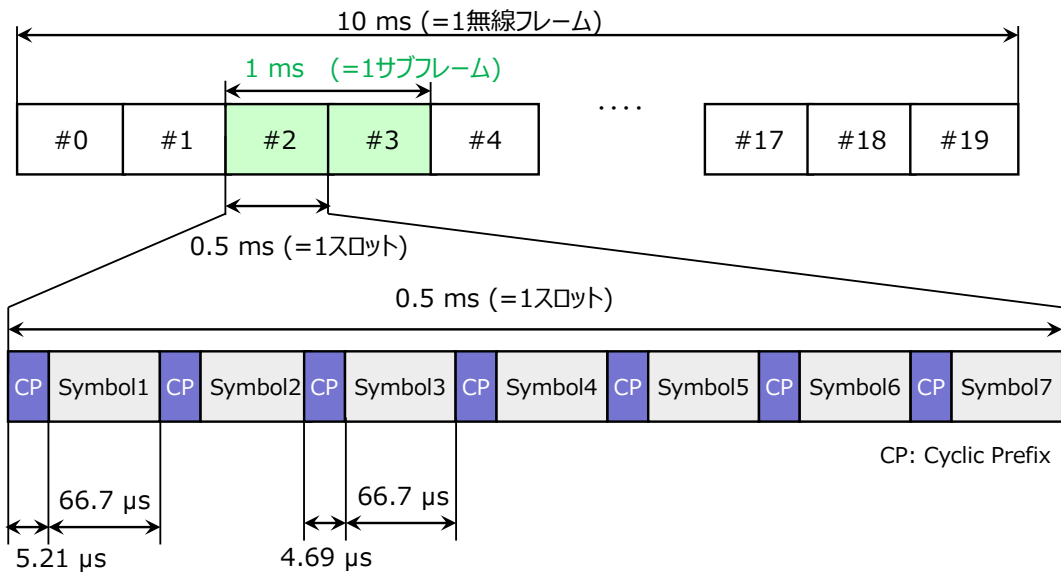 10 ms (=1無線フレーム)
1 ms (=1サブフレーム)
#0 #1 #2 #3 #4 ···· #17 #18 #19
0.5 ms (=1スロット)
0.5 ms (=1スロット)
CP Symbol1 CP Symbol2 CP Symbol3 CP Symbol4 CP Symbol5 CP Symbol6 CP Symbol7
CP: Cyclic Prefix
66.7 μs 66.7 μs
5.21 μs 4.69 μs